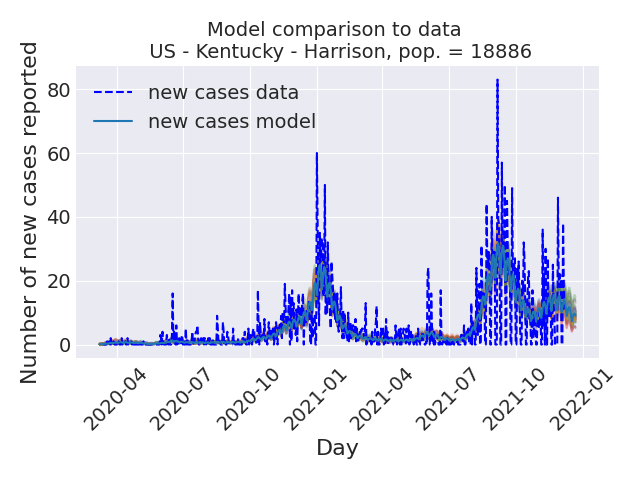 Model comparison to data
US - Kentucky - Harrison, pop. = 18886
Number of new cases reported
80
60
40
20
0
new cases data
new cases model
2020-04
2020-07
2020-10
2021-01
2021-04
2021-07
2021-10
2022-01
Day